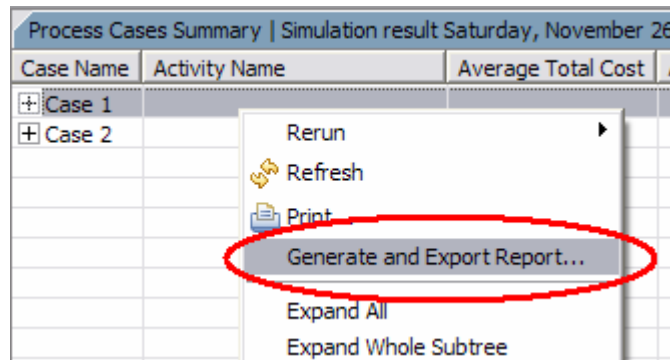 Process Cases Summary | Simulation result Saturday, November 26
Case Name Activity Name Average Total Cost
Case 1
Case 2
Rerun
Refresh
Print
Generate and Export Report...
Expand All
Expand Whole Subtree